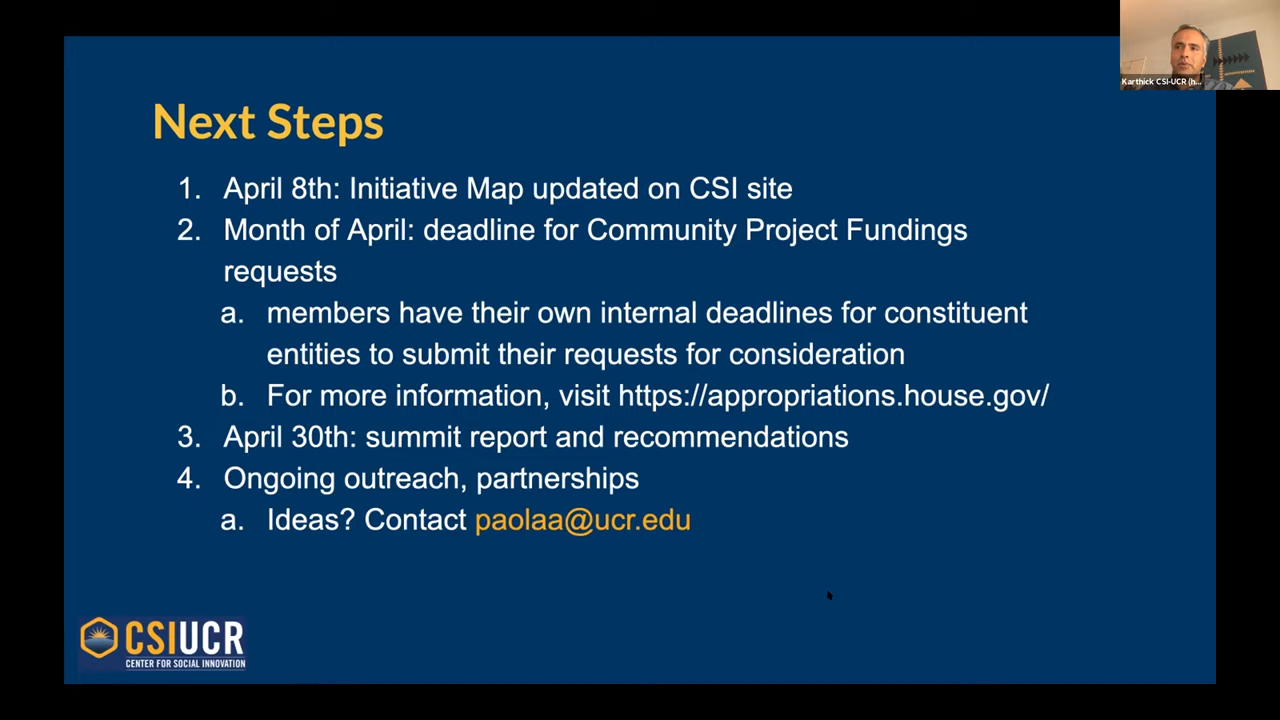 Karthick CSI-UCR (h...
Next Steps
1. April 8th: Initiative Map updated on CSI site
2. Month of April: deadline for Community Project Fundings
requests
a. members have their own internal deadlines for constituent
entities to submit their requests for consideration
b. For more information, visit https://appropriations.house.gov/
3. April 30th: summit report and recommendations
4. Ongoing outreach, partnerships
a. Ideas? Contact paolaa@ucr.edu
CSIUCR
CENTER FOR SOCIAL INNOVATION